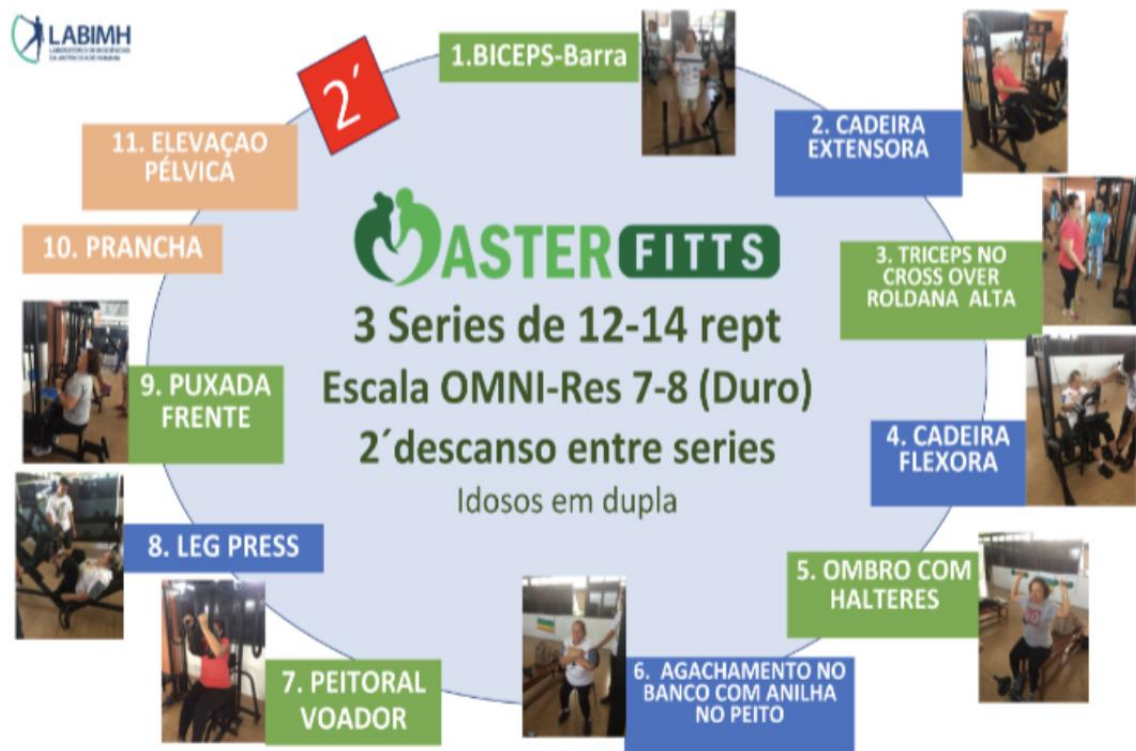 LABIMH
2´
1.BICEPS-Barra
2. CADEIRA
EXTENSORA
3. TRICEPS NO
CROSS OVER
ROLDANA ALTA
4. CADEIRA
FLEXORA
5. OMBRO COM
HALTERES
6. AGACHAMENTO NO
BANCO COM ANILHA
NO PEITO
7. PEITORAL
VOADOR
8. LEG PRESS
9. PUXADA
FRENTE
10. PRANCHA
11. ELEVAÇAO
PÉLVICA
MASTER FITTS
3 Series de 12-14 rept
Escala OMNI-Res 7-8 (Duro)
2´descanso entre series
Idosos em dupla